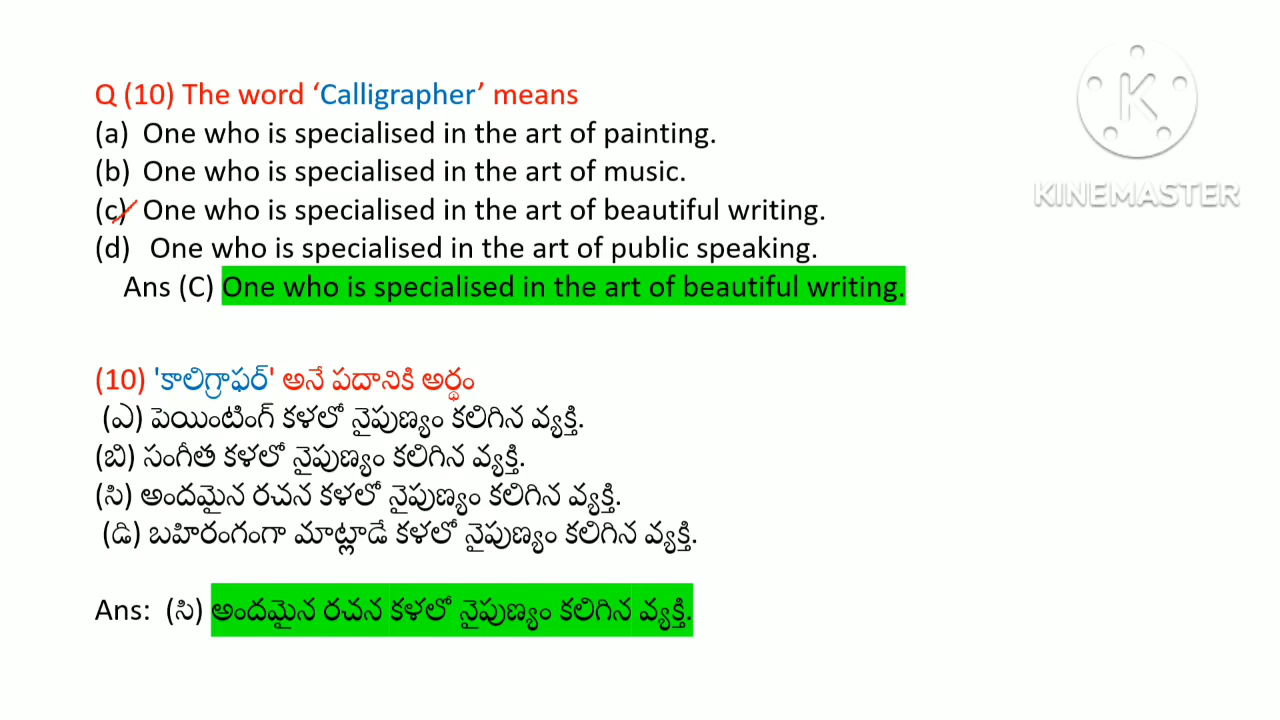 Q (10) The word ‘Calligrapher’ means
(a) One who is specialised in the art of painting.
(b) One who is specialised in the art of music.
(c) One who is specialised in the art of beautiful writing.
(d) One who is specialised in the art of public speaking.
Ans (C) One who is specialised in the art of beautiful writing.
K
KINEMASTER
(10) 'కాలిగ్రాఫర్' అనే పదానికి అర్థం
(ఎ) పెయింటింగ్ కళలో నైపుణ్యం కలిగిన వ్యక్తి.
(బి) సంగీత కళలో నైపుణ్యం కలిగిన వ్యక్తి.
(సి) అందమైన రచన కళలో నైపుణ్యం కలిగిన వ్యక్తి.
(డి) బహిరంగంగా మాట్లాడే కళలో నైపుణ్యం కలిగిన వ్యక్తి.
Ans: (సి) అందమైన రచన కళలో నైపుణ్యం కలిగిన వ్యక్తి.